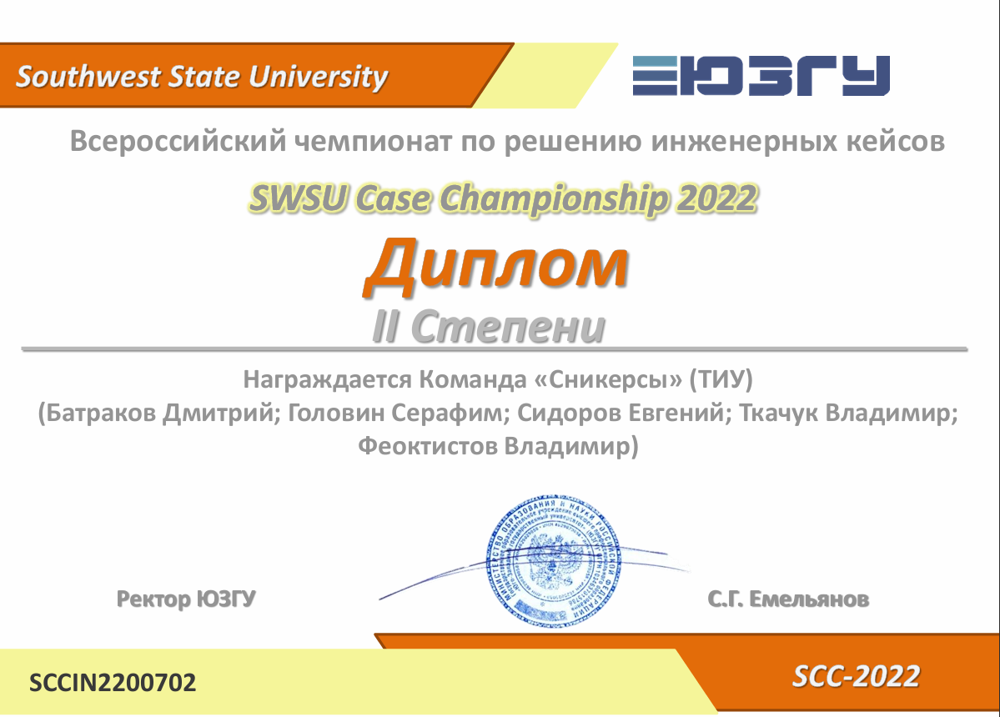 Southwest State University
ЮЗГУ
Всероссийский чемпионат по решению инженерных кейсов
SWSU Case Championship 2022
Диплом
II Степени
Награждается Команда «Сникерсы» (ТИУ)
(Батраков Дмитрий; Головин Серафим; Сидоров Евгений; Ткачук Владимир;
Феоктистов Владимир)
МИНИСТЕРСТВО ОБРАЗОВАНИЯ И НАУКИ РОССИЙСКОЙ ФЕДЕРАЦИИ
Ректор ЮЗГУ
С.Г. Емельянов
SCCIN2200702
SCC-2022